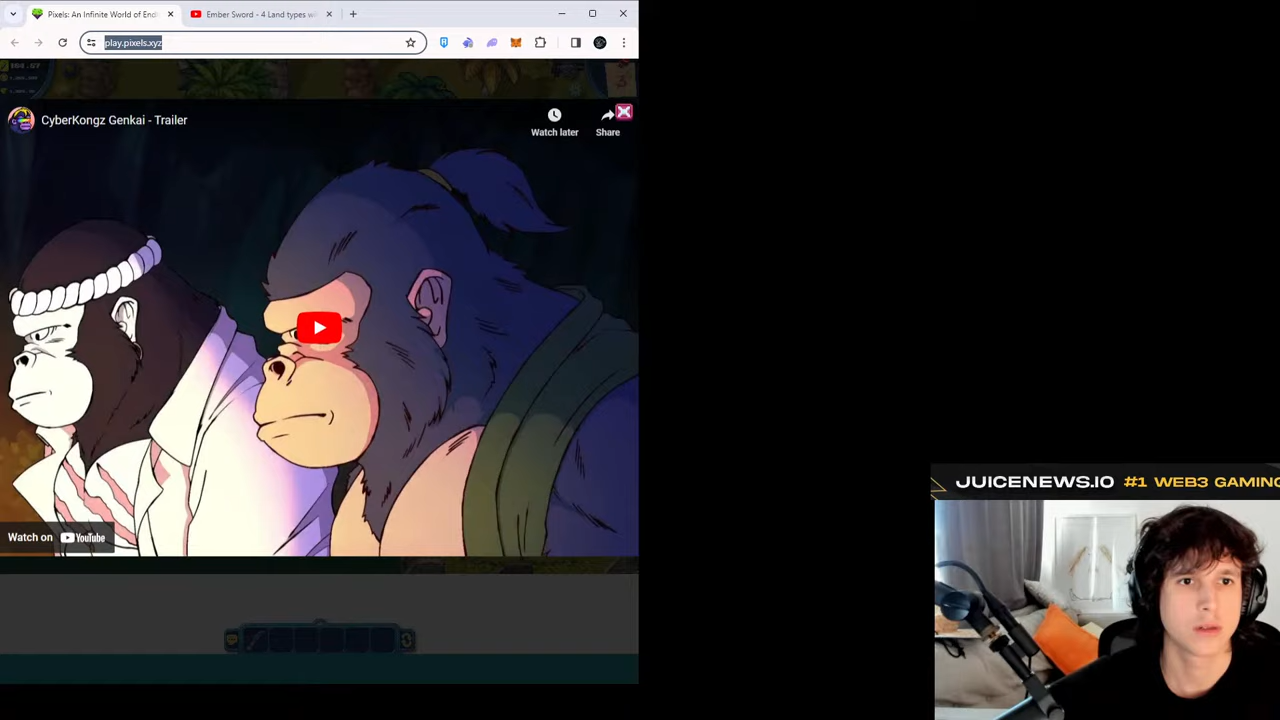 Pixels: An Infinite World of End
Ember Sword - 4 Land types w
play.pixels.xyz
CyberKongz Genkai - Trailer
Watch later
Share
3
Watch on YouTube
JUICENEWS.IO #1 WEB3 GAMING